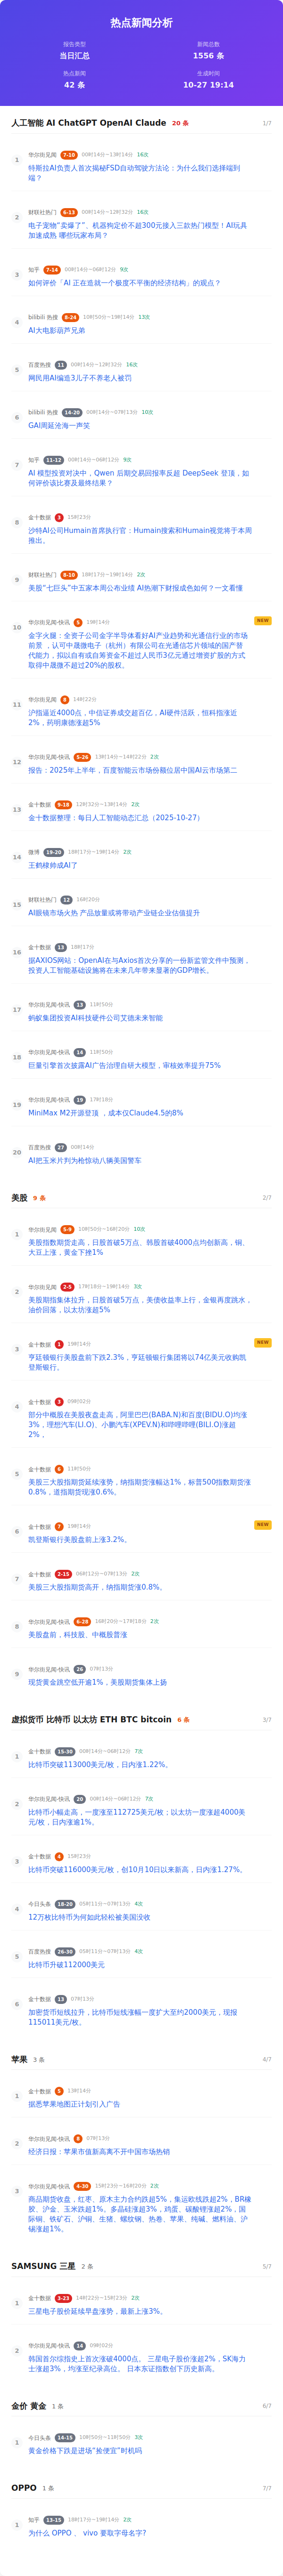 热点新闻分析
报告类型
当日汇总
新闻总数
1556 条
热点新闻
42 条
生成时间
10-27 19:14
人工智能 AI ChatGPT OpenAI Claude 20 条 1/7
1
华尔街见闻 7-10 00时14分~13时14分 16次
特斯拉AI负责人首次揭秘FSD自动驾驶方法论：为什么我们选择端到
端？
2
财联社热门 6-13 00时14分~12时32分 16次
电子宠物“卖爆了”，机器狗定价不超300元接入三款热门模型！AI玩具
加速成熟 哪些玩家布局？
3
知乎 7-14 00时14分~06时12分 9次
如何评价「AI 正在造就一个极度不平衡的经济结构」的观点？
4
bilibili 热搜 6-24 10时50分~19时14分 13次
AI大电影葫芦兄弟
5
百度热搜 11 00时14分~12时32分 16次
网民用AI编造3儿子不养老人被罚
6
bilibili 热搜 14-20 00时14分~07时13分 10次
GAI周延沧海一声笑
7
知乎 11-12 00时14分~06时12分 9次
AI 模型投资对决中，Qwen 后期交易回报率反超 DeepSeek 登顶，如
何评价该比赛及最终结果？
8
金十数据 3 15时23分
沙特AI公司Humain首席执行官：Humain搜索和Humain视觉将于本周
推出。
9
财联社热门 8-10 18时17分~19时14分 2次
美股“七巨头”中五家本周公布业绩 AI热潮下财报成色如何？一文看懂
10
华尔街见闻-快讯 5 19时14分 NEW
金字火腿：全资子公司金字半导体看好AI产业趋势和光通信行业的市场
前景 ，认可中晟微电子（杭州）有限公司在光通信芯片领域的国产替
代能力，拟以自有或自筹资金不超过人民币3亿元通过增资扩股的方式
取得中晟微不超过20%的股权。
11
华尔街见闻 8 14时22分
沪指逼近4000点，中信证券成交超百亿，AI硬件活跃，恒科指涨近
2%，药明康德涨超5%
12
华尔街见闻-快讯 5-26 13时14分~14时22分 2次
报告：2025年上半年，百度智能云市场份额位居中国AI云市场第二
13
金十数据 9-18 12时32分~13时14分 2次
金十数据整理：每日人工智能动态汇总（2025-10-27）
14
微博 19-20 18时17分~19时14分 2次
王鹤棣帅成AI了
15
财联社热门 12 16时20分
AI眼镜市场火热 产品放量或将带动产业链企业估值提升
16
金十数据 13 18时17分
据AXIOS网站：OpenAI在与Axios首次分享的一份新监管文件中预测，
投资人工智能基础设施将在未来几年带来显著的GDP增长。
17
华尔街见闻-快讯 13 11时50分
蚂蚁集团投资AI科技硬件公司艾德未来智能
18
华尔街见闻-快讯 14 11时50分
巨量引擎首次披露AI广告治理自研大模型，审核效率提升75%
19
华尔街见闻-快讯 19 17时18分
MiniMax M2开源登顶 ，成本仅Claude4.5的8%
20
百度热搜 27 00时14分
AI把玉米片判为枪惊动八辆美国警车
美股 9 条 2/7
1
华尔街见闻 5-9 10时50分~16时20分 10次
美股指数期货走高，日股首破5万点、韩股首破4000点均创新高，铜、
大豆上涨，黄金下挫1%
2
华尔街见闻 2-5 17时18分~19时14分 3次
美股期指集体拉升，日股首破5万点，美债收益率上行，金银再度跳水，
油价回落，以太坊涨超5%
3
金十数据 1 19时14分 NEW
亨廷顿银行美股盘前下跌2.3%，亨廷顿银行集团将以74亿美元收购凯
登斯银行。
4
金十数据 3 09时02分
部分中概股在美股夜盘走高，阿里巴巴(BABA.N)和百度(BIDU.O)均涨
3%，理想汽车(LI.O)、小鹏汽车(XPEV.N)和哔哩哔哩(BILI.O)涨超
2%，
5
金十数据 6 11时50分
美股三大股指期货延续涨势，纳指期货涨幅达1%，标普500指数期货涨
0.8%，道指期货现涨0.6%。
6
金十数据 7 19时14分 NEW
凯登斯银行美股盘前上涨3.2%。
7
金十数据 2-15 06时12分~07时13分 2次
美股三大股指期货高开，纳指期货涨0.8%。
8
华尔街见闻-快讯 6-29 16时20分~17时18分 2次
美股盘前，科技股、中概股普涨
9
华尔街见闻-快讯 26 07时13分
现货黄金跳空低开逾1%，美股期货集体上扬
虚拟货币 比特币 以太坊 ETH BTC bitcoin 6 条 3/7
1
金十数据 15-30 00时14分~06时12分 7次
比特币突破113000美元/枚，日内涨1.22%。
2
华尔街见闻-快讯 20 00时14分~06时12分 7次
比特币小幅走高，一度涨至112725美元/枚；以太坊一度涨超4000美
元/枚，日内涨逾1%。
3
金十数据 4 15时23分
比特币突破116000美元/枚，创10月10日以来新高，日内涨1.27%。
4
今日头条 18-20 05时11分~07时13分 4次
12万枚比特币为何如此轻松被美国没收
5
百度热搜 26-30 05时11分~07时13分 4次
比特币升破112000美元
6
金十数据 13 07时13分
加密货币短线拉升，比特币短线涨幅一度扩大至约2000美元，现报
115011美元/枚。
苹果 3 条 4/7
1
金十数据 5 13时14分
据悉苹果地图正计划引入广告
2
华尔街见闻-快讯 8 07时13分
经济日报：苹果市值新高离不开中国市场热销
3
华尔街见闻-快讯 4-30 15时23分~16时20分 2次
商品期货收盘，红枣、原木主力合约跌超5%，集运欧线跌超2%，BR橡
胶、沪金、玉米跌超1%。多晶硅涨超3%，鸡蛋、碳酸锂涨超2%，国
际铜、铁矿石、沪铜、生猪、螺纹钢、热卷、苹果、纯碱、燃料油、沪
锡涨超1%。
SAMSUNG 三星 2 条 5/7
1
金十数据 3-23 14时22分~15时23分 2次
三星电子股价延续早盘涨势，最新上涨3%。
2
华尔街见闻-快讯 14 09时02分
韩国首尔综指史上首次涨破4000点。 三星电子股价涨超2%，SK海力
士涨超3%，均涨至纪录高位。 日本东证指数创下历史新高。
金价 黄金 1 条 6/7
1
今日头条 14-15 10时50分~11时50分 3次
黄金价格下跌是进场“捡便宜”时机吗
OPPO 1 条 7/7
1
知乎 13-15 18时17分~19时14分 2次
为什么 OPPO 、 vivo 要取字母名字?